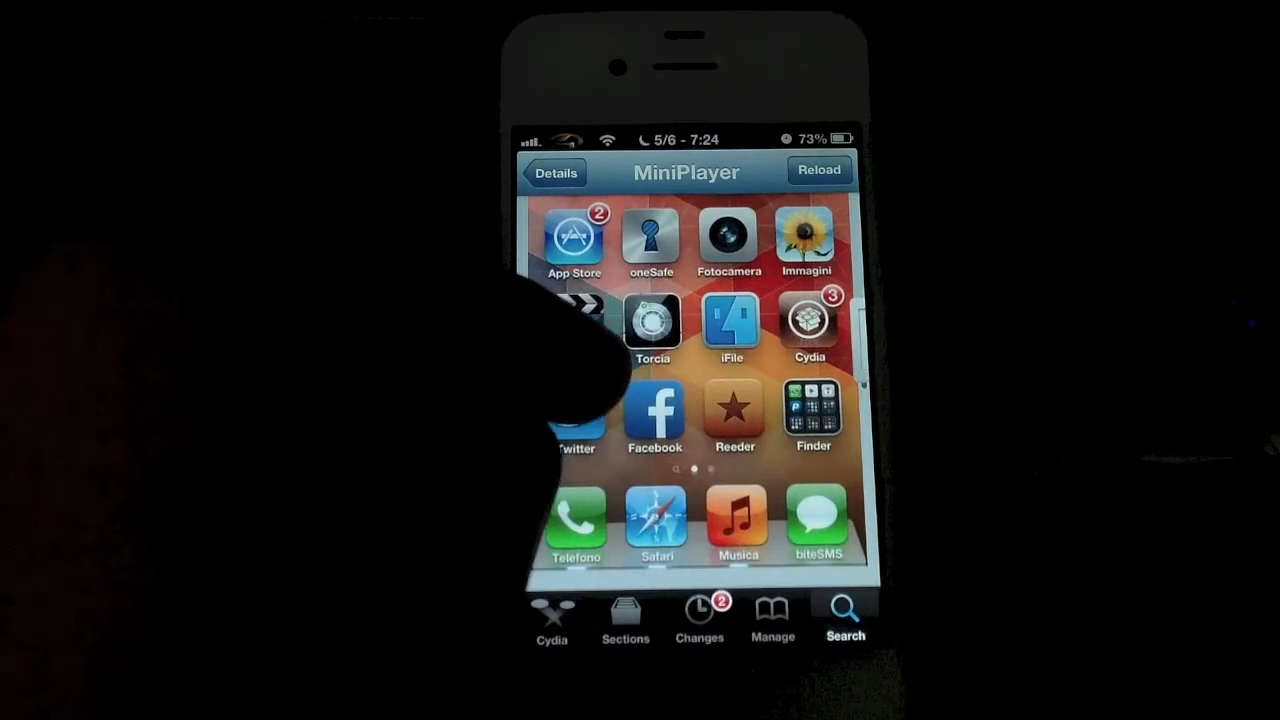 5/6 - 7:24 73%
Details MiniPlayer Reload
2
App Store oneSafe Fotocamera Immagini
3
Torcia iFile Cydia
Twitter Facebook Reeder Finder
Telefono Safari Musica biteSMS
2
Cydia Sections Changes Manage Search